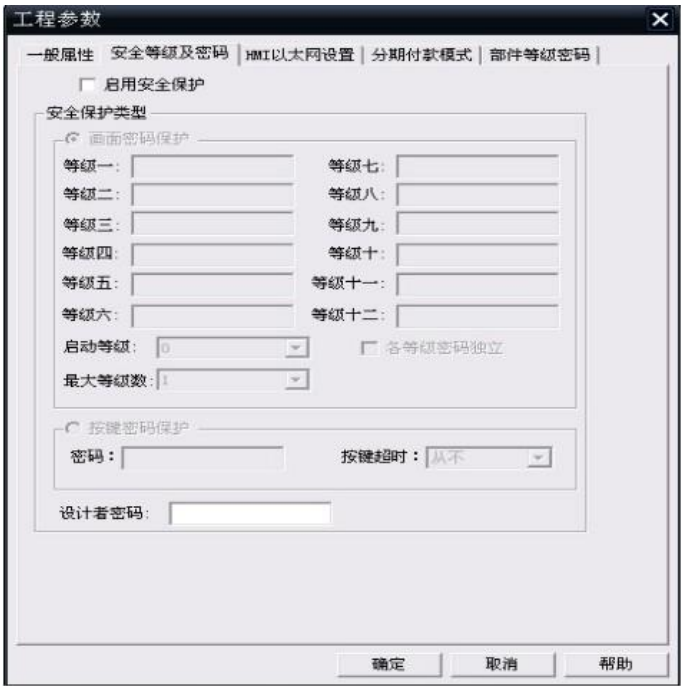 工程参数
一般属性 安全等级及密码 HMI以太网设置 分期付款模式 部件等级密码
启用安全保护
安全保护类型
画面密码保护
等级一: 等级七:
等级二: 等级八:
等级三: 等级九:
等级四: 等级十:
等级五: 等级十一:
等级六: 等级十二:
启动等级: 0 各等级密码独立
最大等级数: 1
按键密码保护
密码: 按键超时: 从不
设计者密码:
确定 取消 帮助